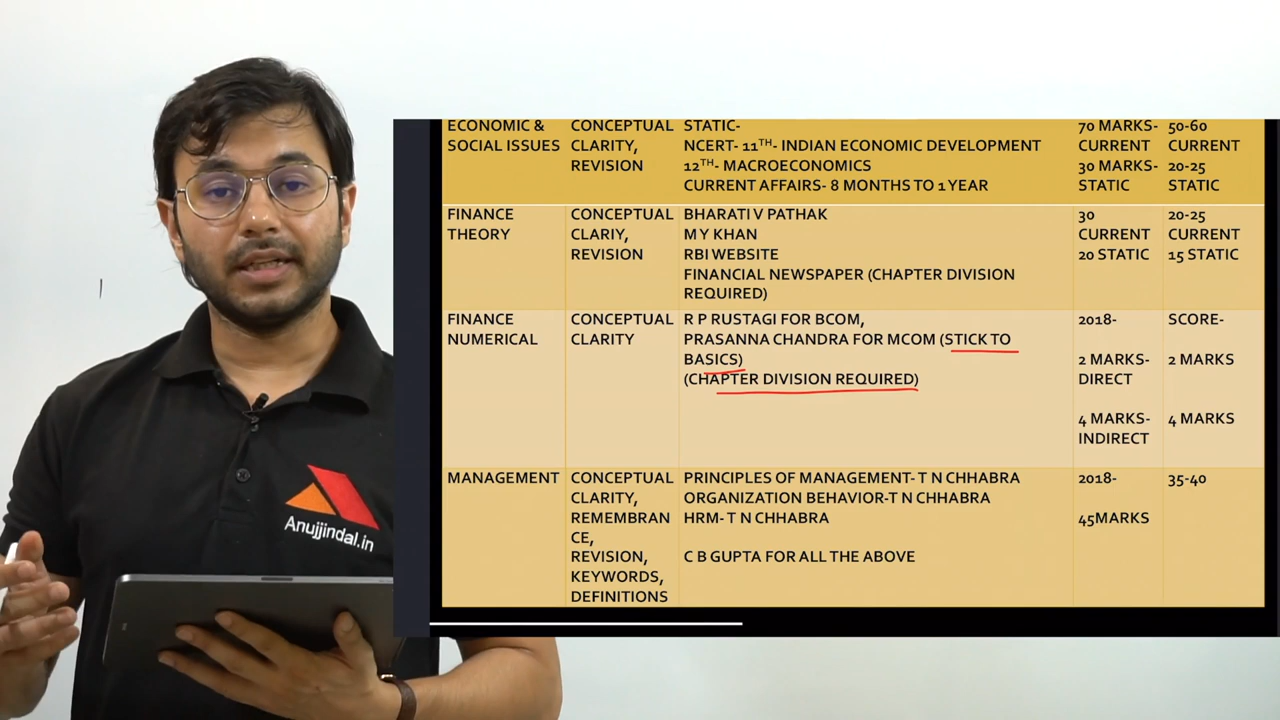 ECONOMIC & SOCIAL ISSUES
CONCEPTUAL CLARITY, REVISION
STATIC-
NCERT- 11TH- INDIAN ECONOMIC DEVELOPMENT
12TH- MACROECONOMICS
CURRENT AFFAIRS- 8 MONTHS TO 1 YEAR
70 MARKS-
CURRENT
30 MARKS-
STATIC
50-60
CURRENT
20-25
STATIC
FINANCE
THEORY
CONCEPTUAL
CLARIY,
REVISION
BHARATI V PATHAK
M Y KHAN
RBI WEBSITE
FINANCIAL NEWSPAPER (CHAPTER DIVISION
REQUIRED)
30
CURRENT
20 STATIC
20-25
CURRENT
15 STATIC
FINANCE
NUMERICAL
CONCEPTUAL
CLARITY
R P RUSTAGI FOR BCOM,
PRASANNA CHANDRA FOR MCOM (STICK TO
BASICS)
(CHAPTER DIVISION REQUIRED)
2018-
2 MARKS-
DIRECT
4 MARKS-
INDIRECT
SCORE-
2 MARKS
4 MARKS
MANAGEMENT
CONCEPTUAL
CLARITY,
REMEMBRAN
CE,
REVISION,
KEYWORDS,
DEFINITIONS
PRINCIPLES OF MANAGEMENT- T N CHHABRA
ORGANIZATION BEHAVIOR-T N CHHABRA
HRM- T N CHHABRA
C B GUPTA FOR ALL THE ABOVE
2018-
45MARKS
35-40
Anujjindal.in